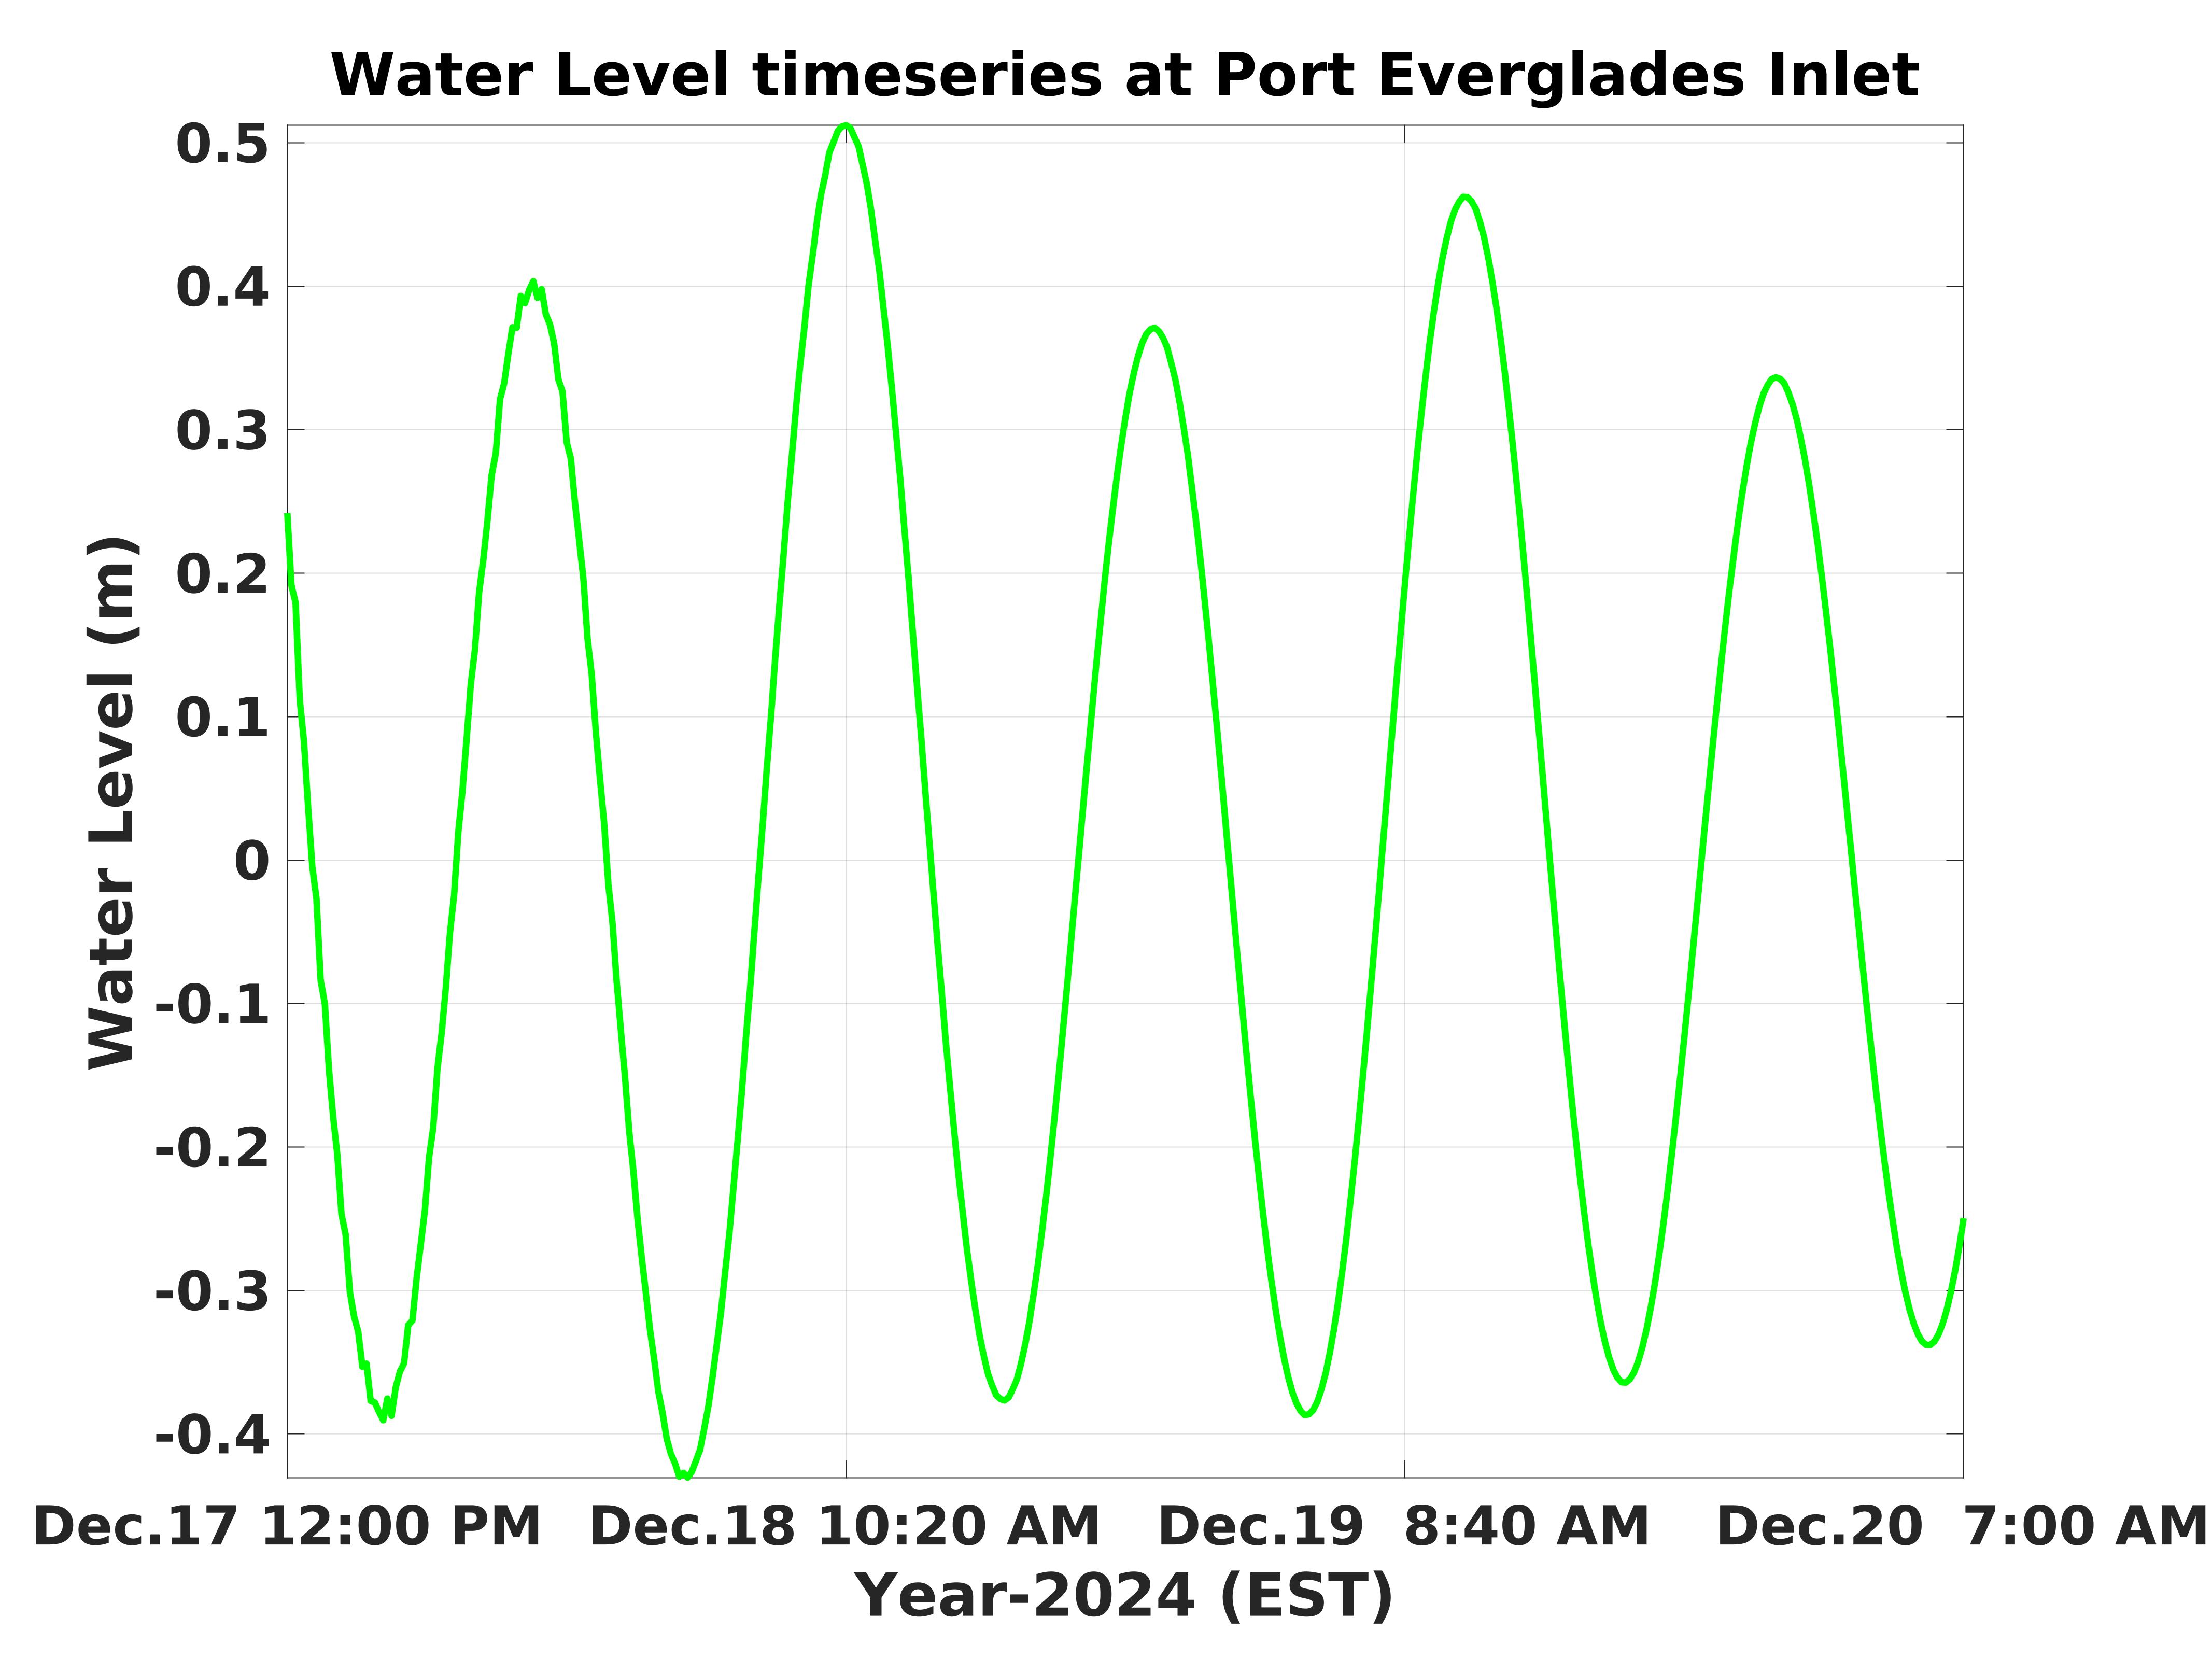 Water Level timeseries at Port Everglades Inlet
0.5
0.4
0.3
0.2
0.1
0
-0.1
-0.2
-0.3
-0.4
Water Level (m)
Dec.17 12:00 PM Dec.18 10:20 AM Dec.19 8:40 AM Dec.20 7:00 AM
Year-2024 (EST)